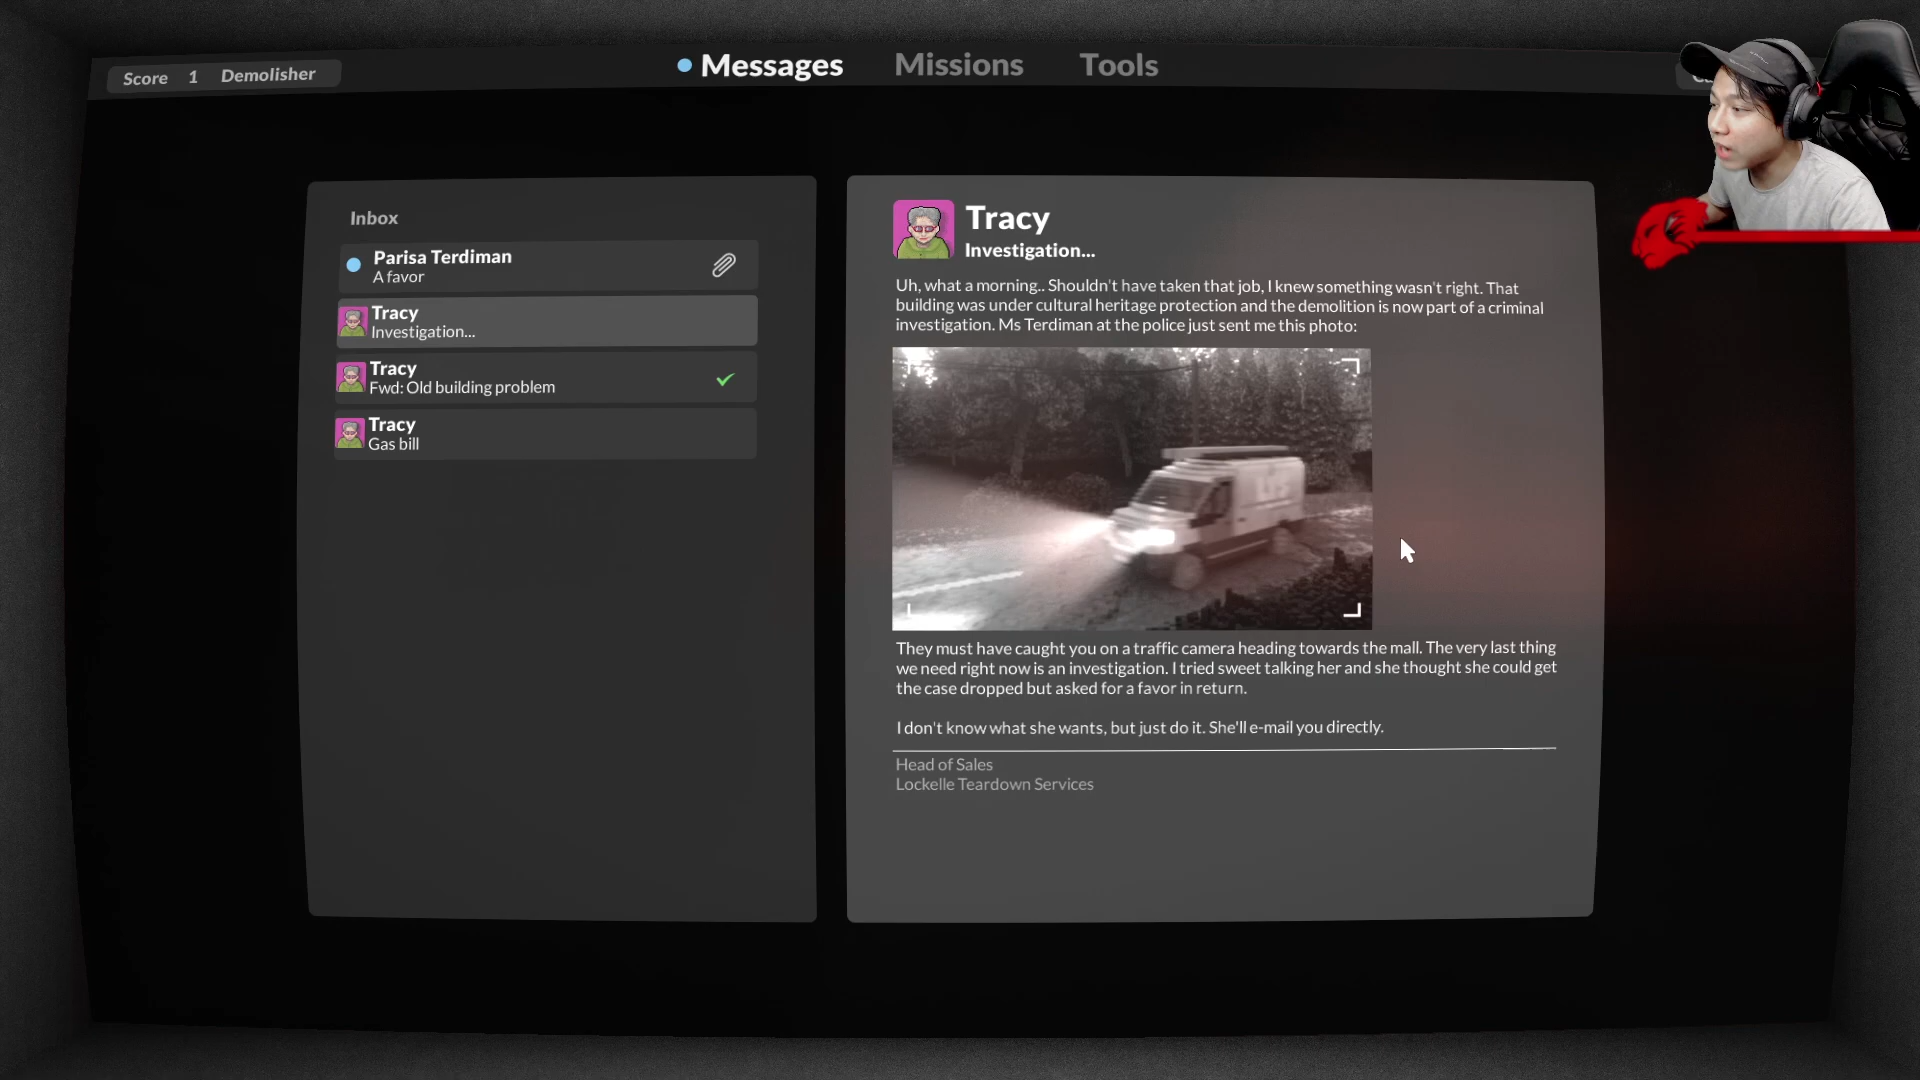 Score 1 Demolisher
Messages
Missions
Tools
Inbox
Parisa Terdiman
A favor
Tracy
Investigation...
Tracy
Fwd: Old building problem
Tracy
Gas bill
Tracy
Investigation...
Uh, what a morning.. Shouldn't have taken that job, I knew something wasn't right. That
building was under cultural heritage protection and the demolition is now part of a criminal
investigation. Ms Terdiman at the police just sent me this photo:
They must have caught you on a traffic camera heading towards the mall. The very last thing
we need right now is an investigation. I tried sweet talking her and she thought she could get
the case dropped but asked for a favor in return.
I don't know what she wants, but just do it. She'll e-mail you directly.
Head of Sales
Lockelle Teardown Services